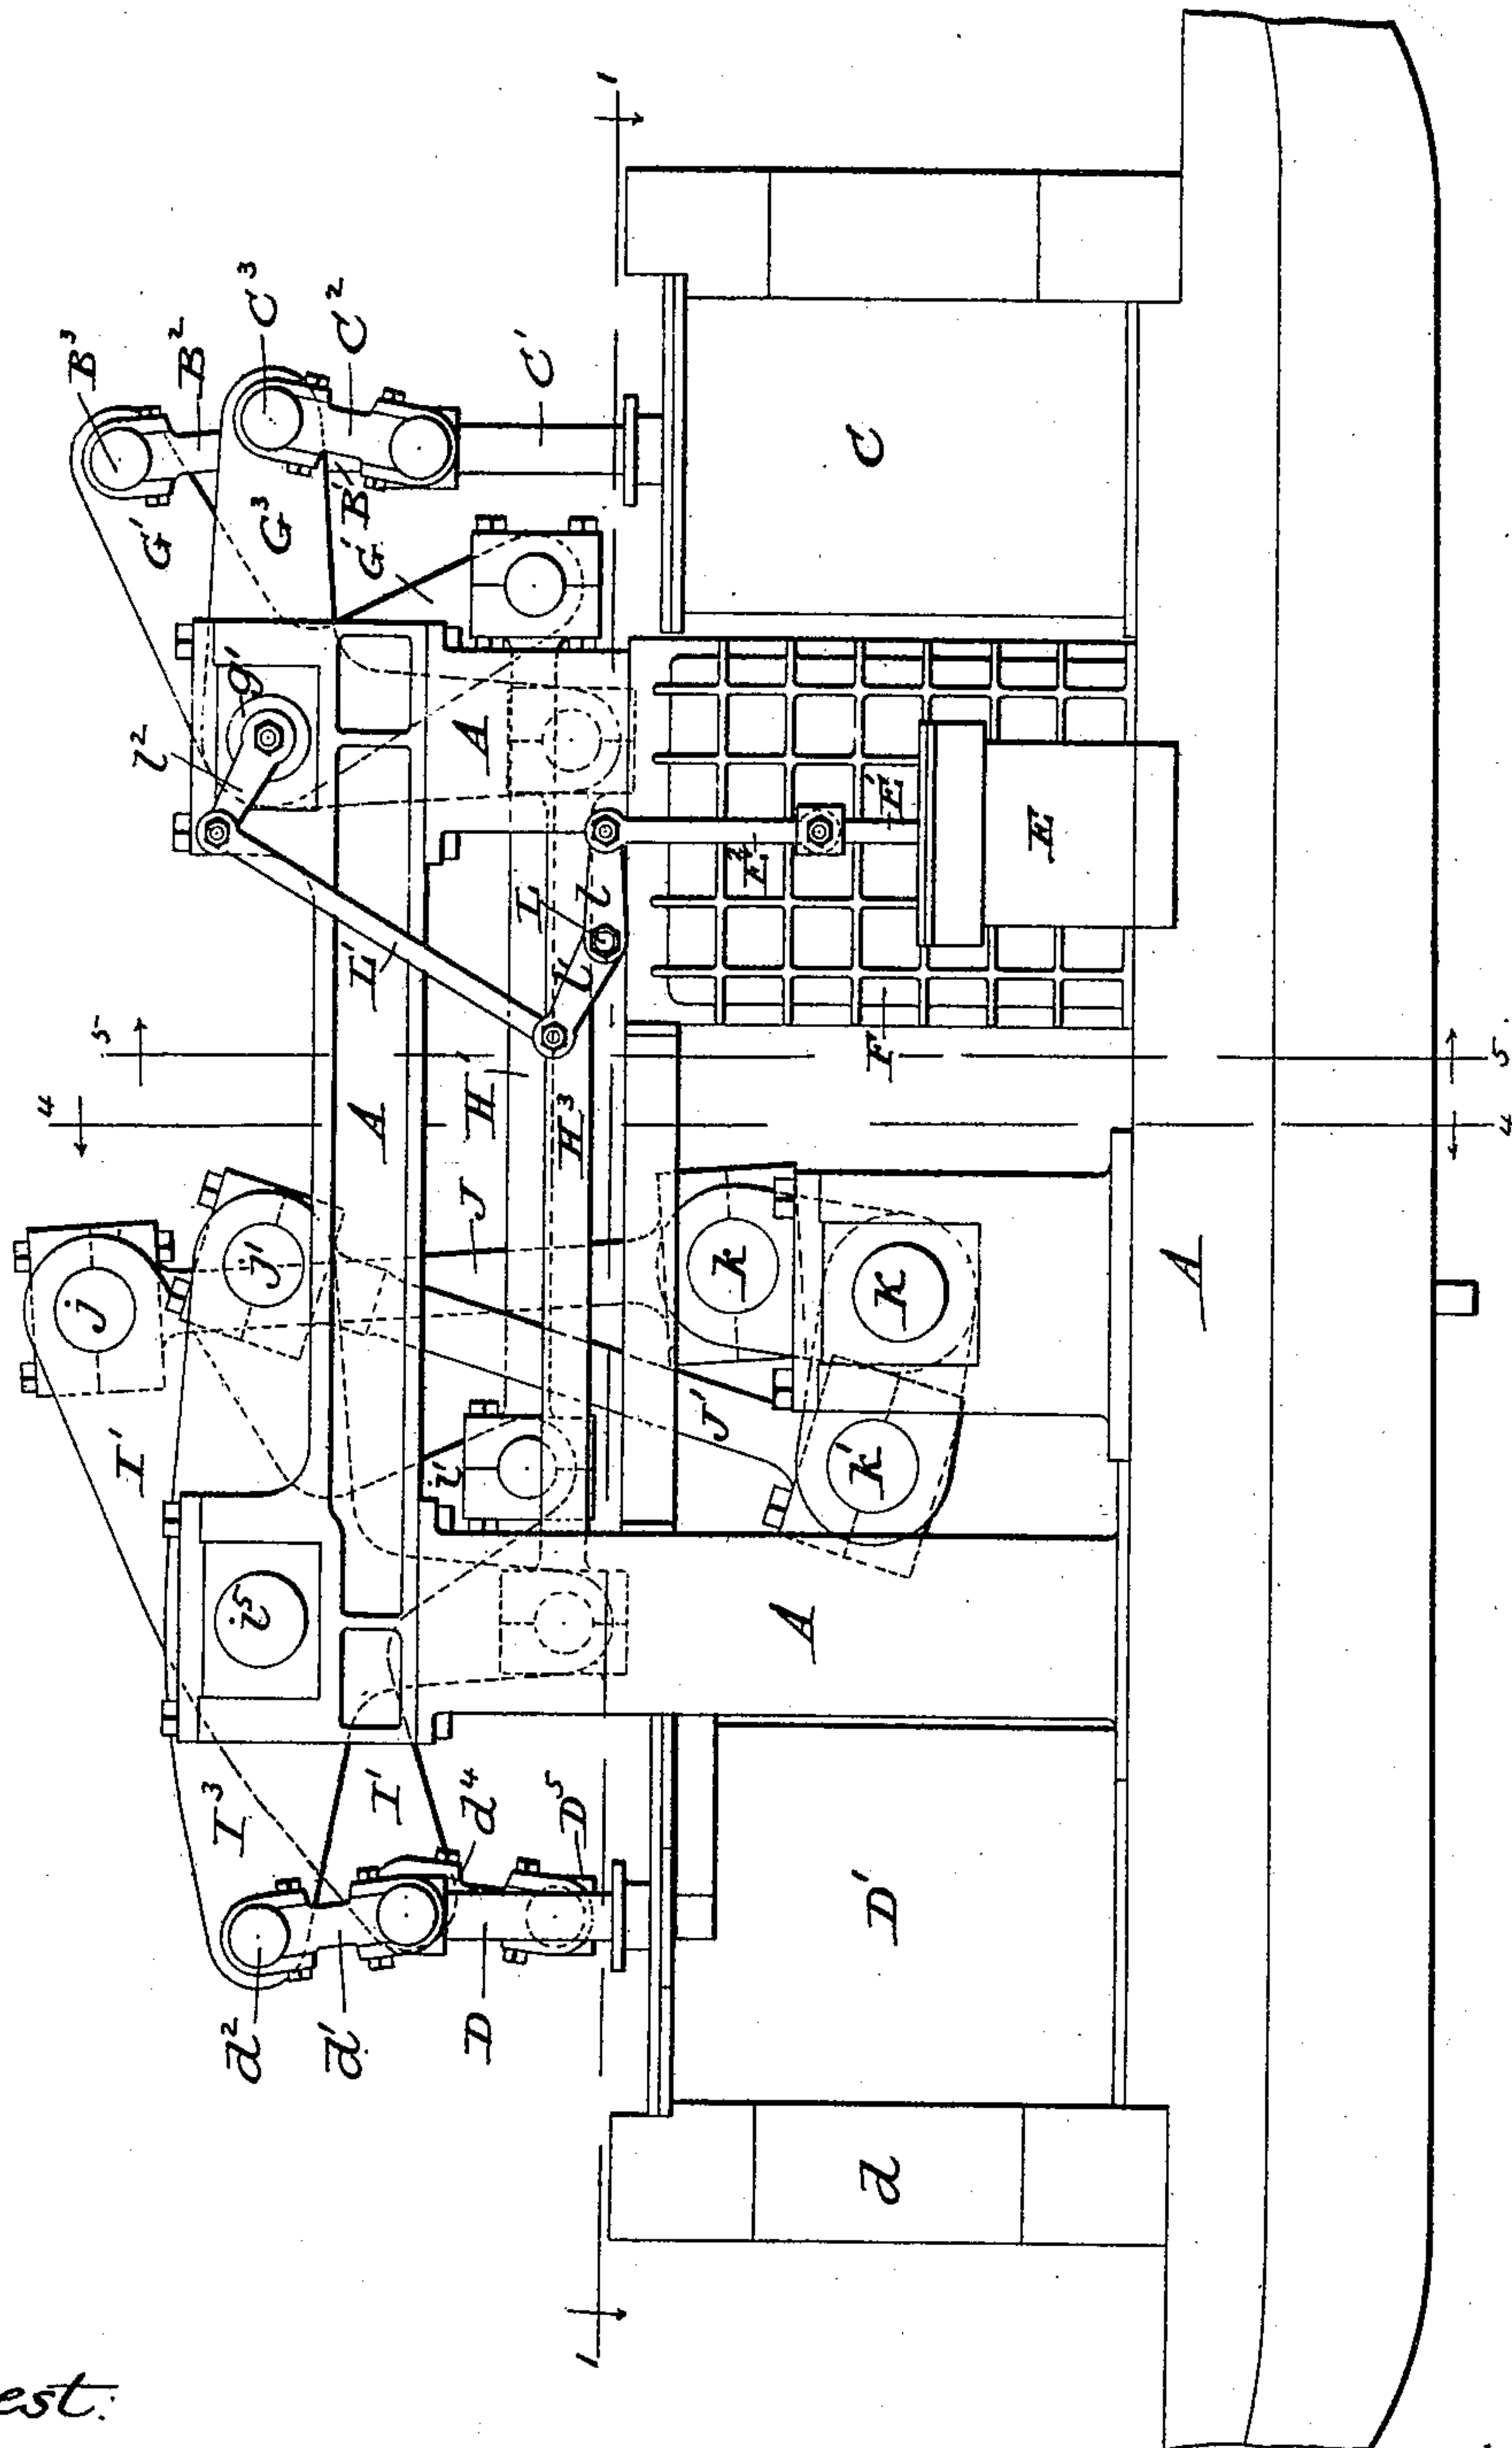 B³
B²
C³
C²
C'
G'
G³
B'
G'
1
C
l²
g'
A
L
l
l'
E²
E'
E
L'
F
5
5.
4
4
H'
H³
A
J
j
j'
k
K
k'
J'
A
I'
i'
i⁵
A
I³
I'
d⁴
D⁵
d²
d'
D
D'
d
1
est.